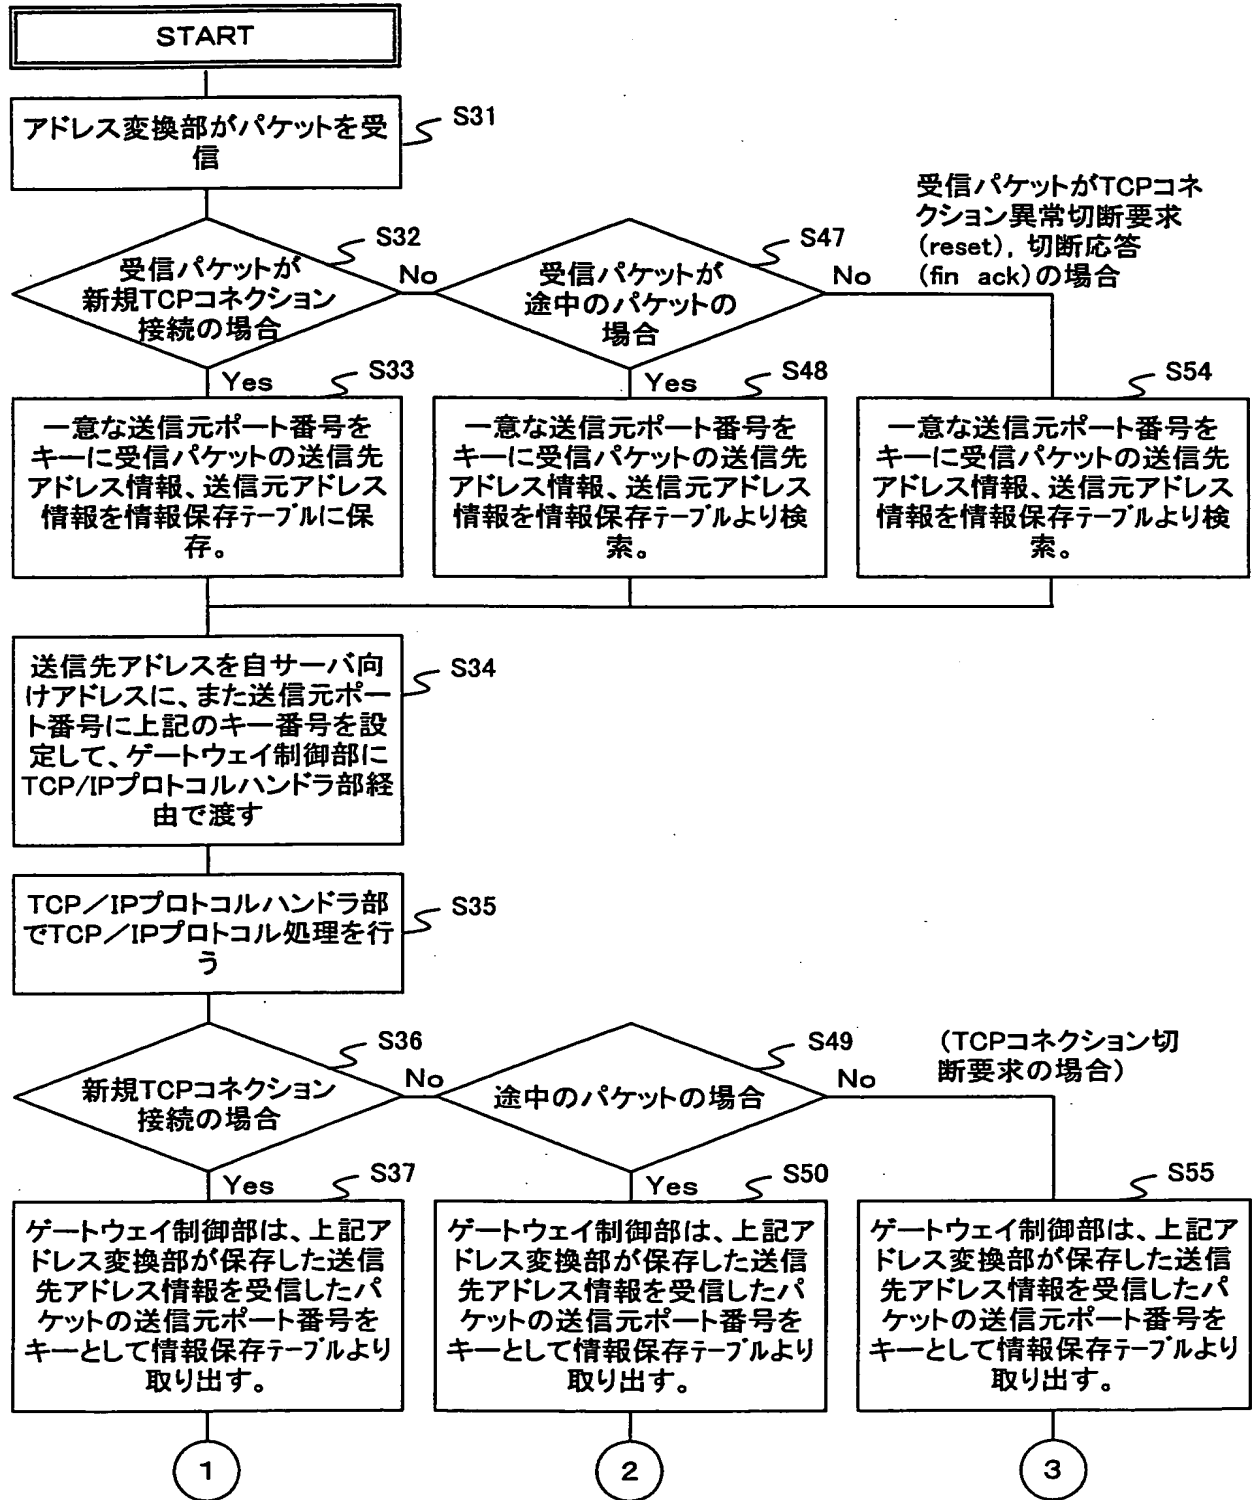 START
アドレス変換部がパケットを受
信
S31
受信パケットがTCPコネ
クション異常切断要求
(reset), 切断応答
(fin ack)の場合
S32
受信パケットが
新規TCPコネクション
接続の場合
No
S47
受信パケットが
途中のパケットの
場合
No
Yes
S33
一意な送信元ポート番号を
キーに受信パケットの送信先
アドレス情報、送信元アドレス
情報を情報保存テーブルに保
存。
Yes
S48
一意な送信元ポート番号を
キーに受信パケットの送信先
アドレス情報、送信元アドレス
情報を情報保存テーブルより検
索。
S54
一意な送信元ポート番号を
キーに受信パケットの送信先
アドレス情報、送信元アドレス
情報を情報保存テーブルより検
索。
送信先アドレスを自サーバ向
けアドレスに、また送信元ポー
ト番号に上記のキー番号を設
定して、ゲートウェイ制御部に
TCP/IPプロトコルハンドラ部経
由で渡す
S34
TCP/IPプロトコルハンドラ部
でTCP/IPプロトコル処理を行
う
S35
S36
新規TCPコネクション
接続の場合
No
S49
途中のパケットの場合
No
(TCPコネクション切
断要求の場合)
Yes
S37
ゲートウェイ制御部は、上記ア
ドレス変換部が保存した送信
先アドレス情報を受信したパ
ケットの送信元ポート番号を
キーとして情報保存テーブルより
取り出す。
Yes
S50
ゲートウェイ制御部は、上記ア
ドレス変換部が保存した送信
先アドレス情報を受信したパ
ケットの送信元ポート番号を
キーとして情報保存テーブルより
取り出す。
S55
ゲートウェイ制御部は、上記ア
ドレス変換部が保存した送信
先アドレス情報を受信したパ
ケットの送信元ポート番号を
キーとして情報保存テーブルより
取り出す。
1
2
3